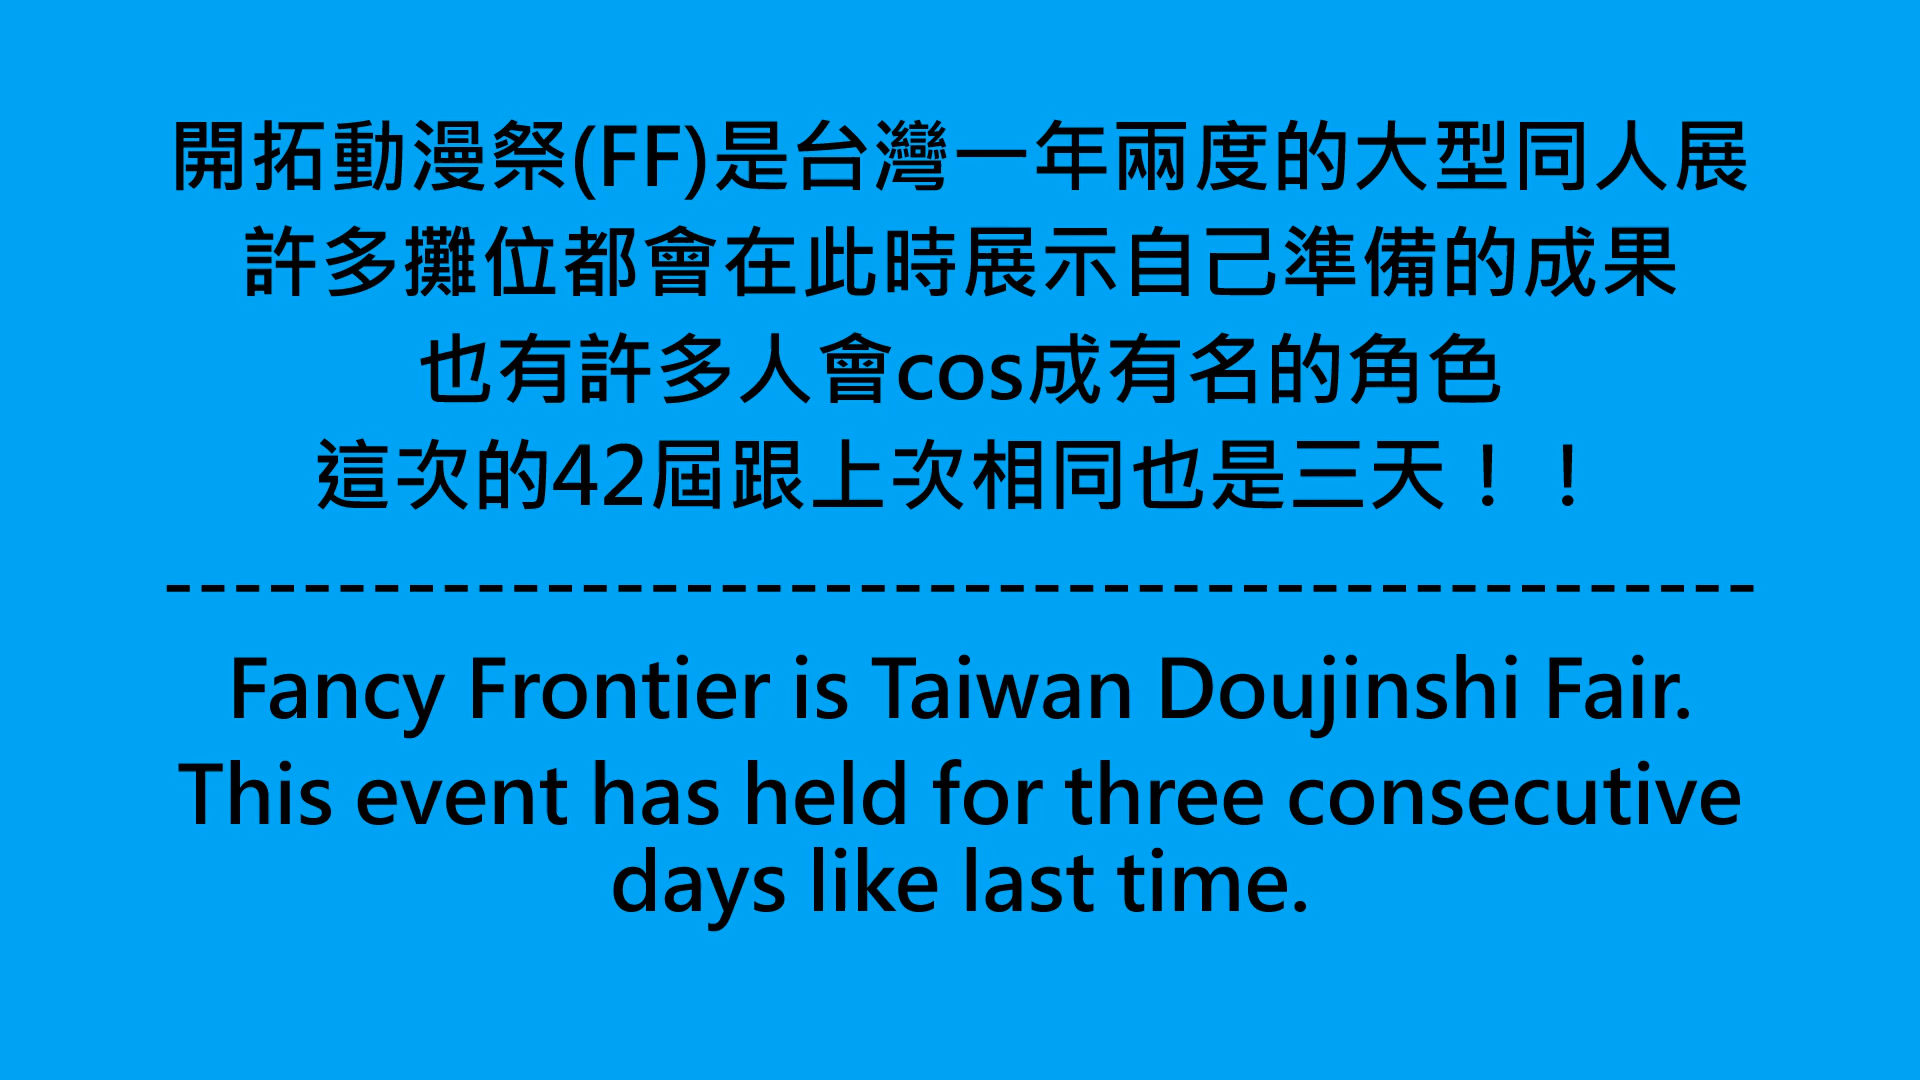 開拓動漫祭(FF)是台灣一年兩度的大型同人展
許多攤位都會在此時展示自己準備的成果
也有許多人會cos成有名的角色
這次的42屆跟上次相同也是三天！！
----------------------------------------------
Fancy Frontier is Taiwan Doujinshi Fair.
This event has held for three consecutive
days like last time.